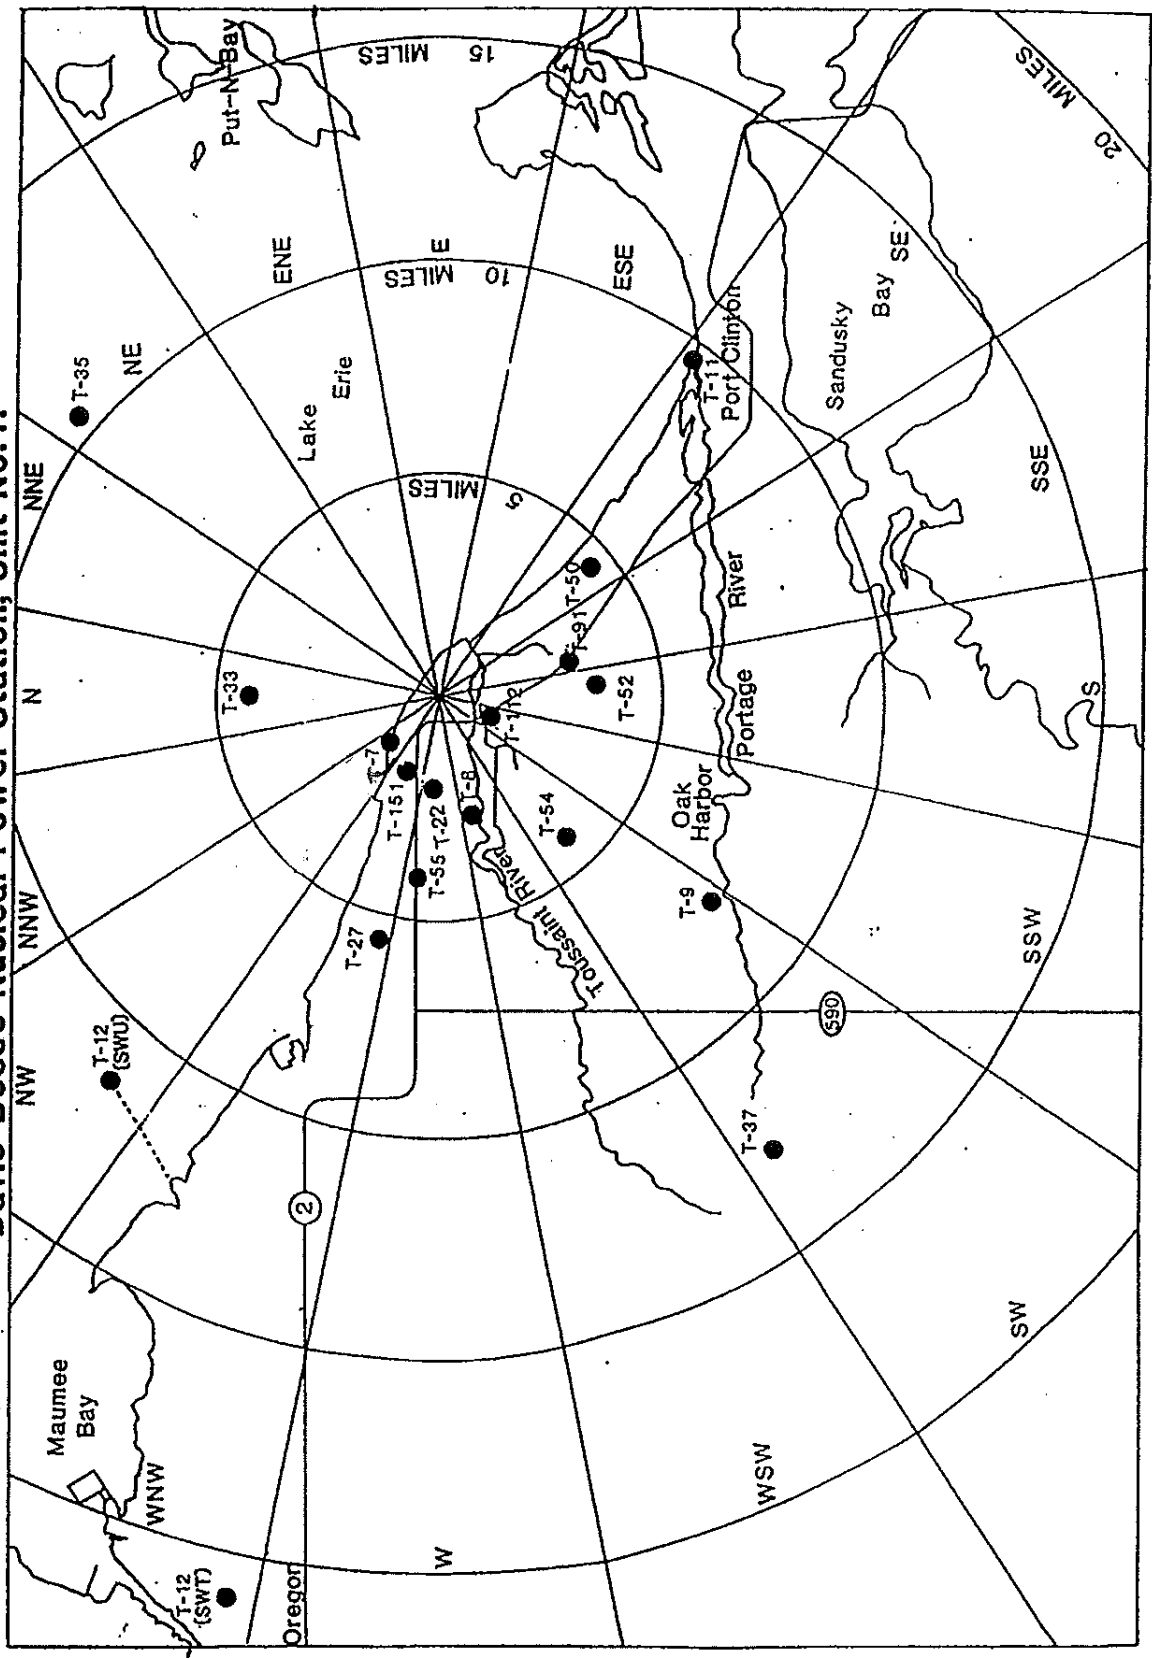 Davis-Besse Nuclear Power Station, Unit No. 1.
NW
NNW
N
NNE
NE
ENE
E
ESE
SE
SSE
S
SSW
SW
WSW
W
WNW
Maumee
Bay
T-12
(SWU)
T-12
(SWT)
Oregon
2
T-33
T-35
Put-N-Bay
Lake
Erie
T-27
T-55
T-151
T-22
T-7
T-8
T-112
T-91
T-50
T-52
T-54
Toussaint River
T-9
T-37
590
Oak
Harbor
Portage
River
T-11
Port Clinton
Sandusky
Bay
MILES
5
MILES
10
MILES
15
MILES
20